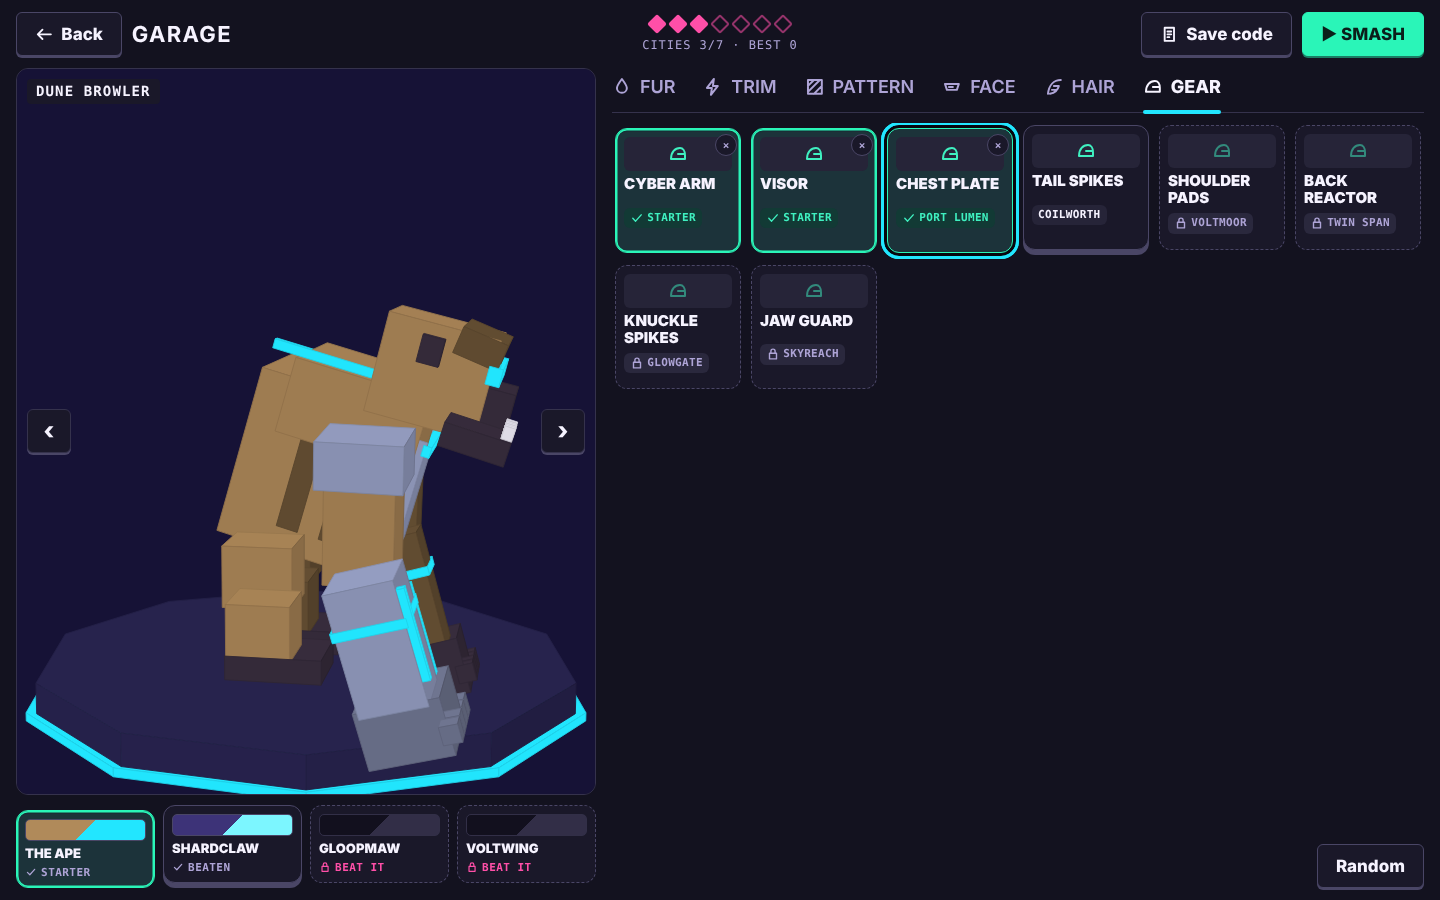 Back
GARAGE
CITIES 3/7 · BEST 0
Save code
SMASH
DUNE BROWLER
FUR
TRIM
PATTERN
FACE
HAIR
GEAR
CYBER ARM
STARTER
VISOR
STARTER
CHEST PLATE
PORT LUMEN
TAIL SPIKES
COILWORTH
SHOULDER
PADS
VOLTMOOR
BACK
REACTOR
TWIN SPAN
KNUCKLE
SPIKES
GLOWGATE
JAW GUARD
SKYREACH
THE APE
STARTER
SHARDCLAW
BEATEN
GLOOPMAW
BEAT IT
VOLTWING
BEAT IT
Random